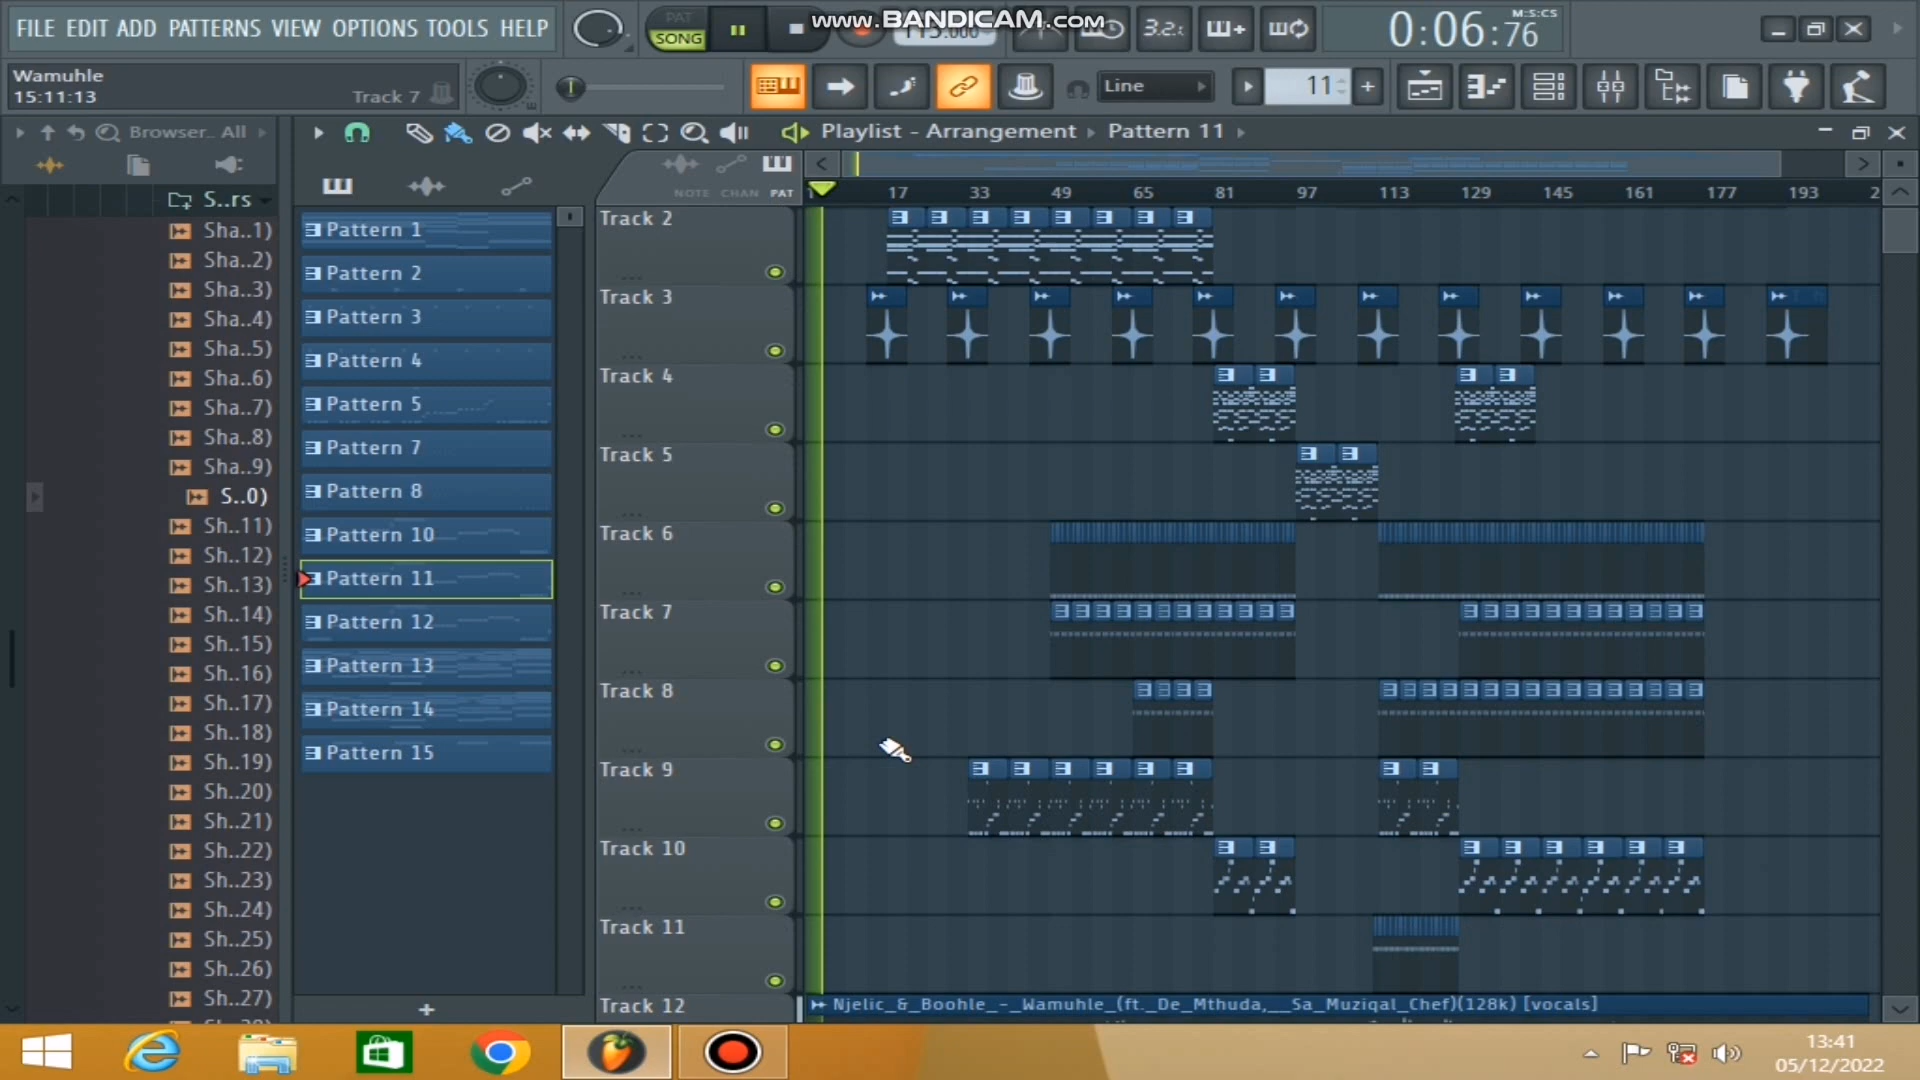 FILE EDIT ADD PATTERNS VIEW OPTIONS TOOLS HELP
PAT
SONG
www.BANDICAM.com
3.2:
M:S:CS
0:06:76
Wamuhle
15:11:13
Track 7
Line
11
Browser.. All
Playlist - Arrangement
Pattern 11
NOTE CHAN PAT
17 33 49 65 81 97 113 129 145 161 177 193
S..rs
Sha..1)
Sha..2)
Sha..3)
Sha..4)
Sha..5)
Sha..6)
Sha..7)
Sha..8)
Sha..9)
S..0)
Sh..11)
Sh..12)
Sh..13)
Sh..14)
Sh..15)
Sh..16)
Sh..17)
Sh..18)
Sh..19)
Sh..20)
Sh..21)
Sh..22)
Sh..23)
Sh..24)
Sh..25)
Sh..26)
Sh..27)
Pattern 1
Pattern 2
Pattern 3
Pattern 4
Pattern 5
Pattern 7
Pattern 8
Pattern 10
Pattern 11
Pattern 12
Pattern 13
Pattern 14
Pattern 15
Track 2
Track 3
Track 4
Track 5
Track 6
Track 7
Track 8
Track 9
Track 10
Track 11
Track 12
Njelic_&_Boohle_-_Wamuhle_(ft._De_Mthuda,__Sa_Muziqal_Chef)(128k) [vocals]
13:41
05/12/2022